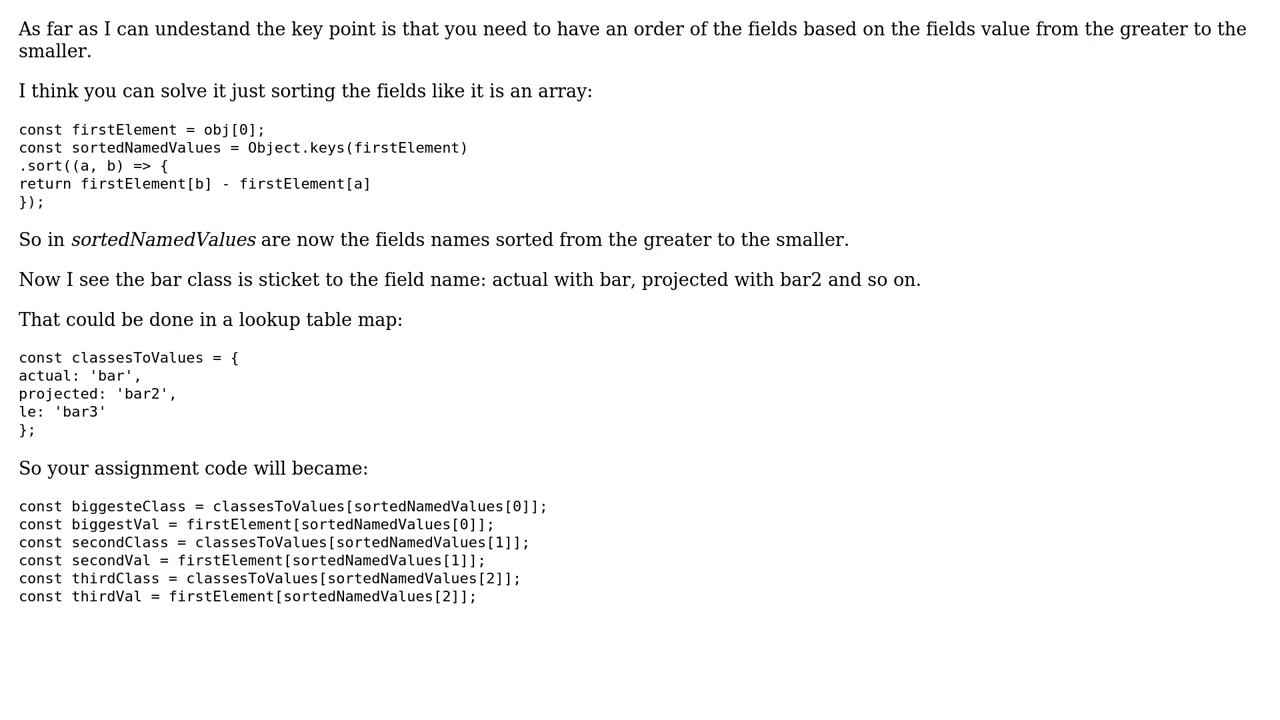 As far as I can undestand the key point is that you need to have an order of the fields based on the fields value from the greater to the
smaller.
I think you can solve it just sorting the fields like it is an array:
const firstElement = obj[0];
const sortedNamedValues = Object.keys(firstElement)
.sort((a, b) => {
return firstElement[b] - firstElement[a]
});
So in sortedNamedValues are now the fields names sorted from the greater to the smaller.
Now I see the bar class is sticket to the field name: actual with bar, projected with bar2 and so on.
That could be done in a lookup table map:
const classesToValues = {
actual: 'bar',
projected: 'bar2',
le: 'bar3'
};
So your assignment code will became:
const biggesteClass = classesToValues[sortedNamedValues[0]];
const biggestVal = firstElement[sortedNamedValues[0]];
const secondClass = classesToValues[sortedNamedValues[1]];
const secondVal = firstElement[sortedNamedValues[1]];
const thirdClass = classesToValues[sortedNamedValues[2]];
const thirdVal = firstElement[sortedNamedValues[2]];